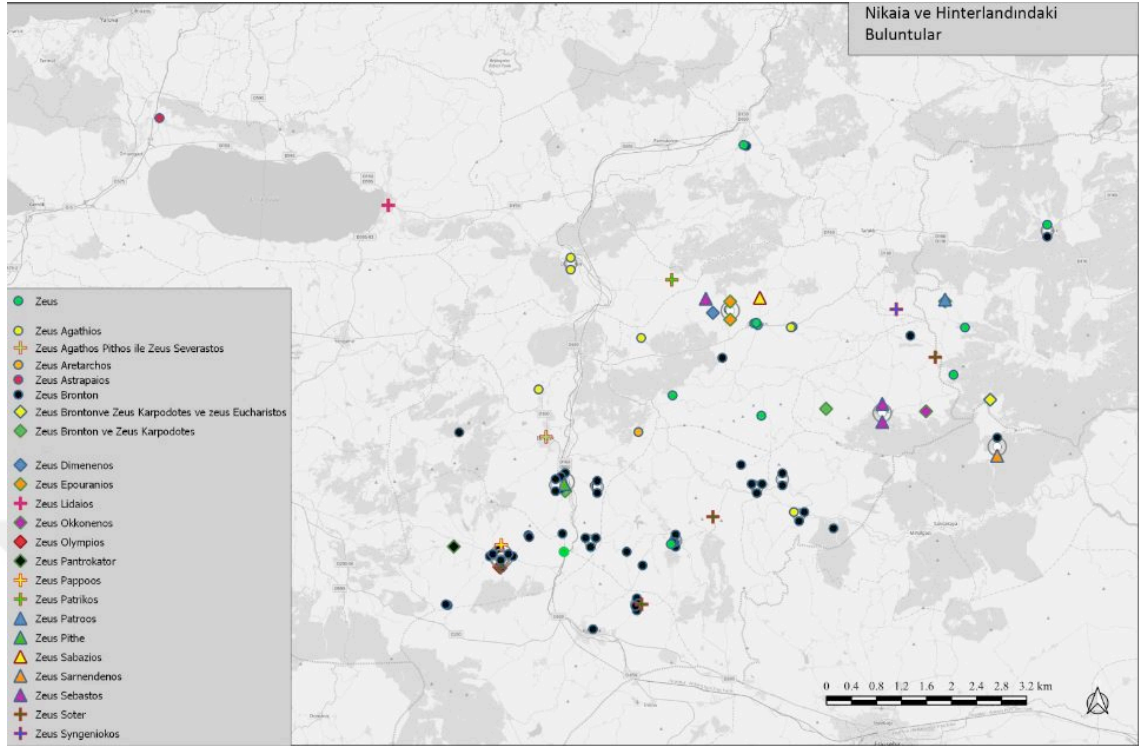 Nikaia ve Hinterlandındaki
Buluntular
Zeus
Zeus Agathios
Zeus Agathos Pithos ile Zeus Severastos
Zeus Aretarchos
Zeus Astrapaios
Zeus Bronton
Zeus Brontonve Zeus Karpodotes ve zeus Eucharistos
Zeus Bronton ve Zeus Karpodotes
Zeus Dimenenos
Zeus Epouranios
Zeus Lidaios
Zeus Okkonenos
Zeus Olympios
Zeus Pantrokator
Zeus Pappoos
Zeus Patrikos
Zeus Patroos
Zeus Pithe
Zeus Sabazios
Zeus Sarnendenos
Zeus Sebastos
Zeus Soter
Zeus Syngeniokos
0 0.4 0.8 1.2 1.6 2 2.4 2.8 3.2 km